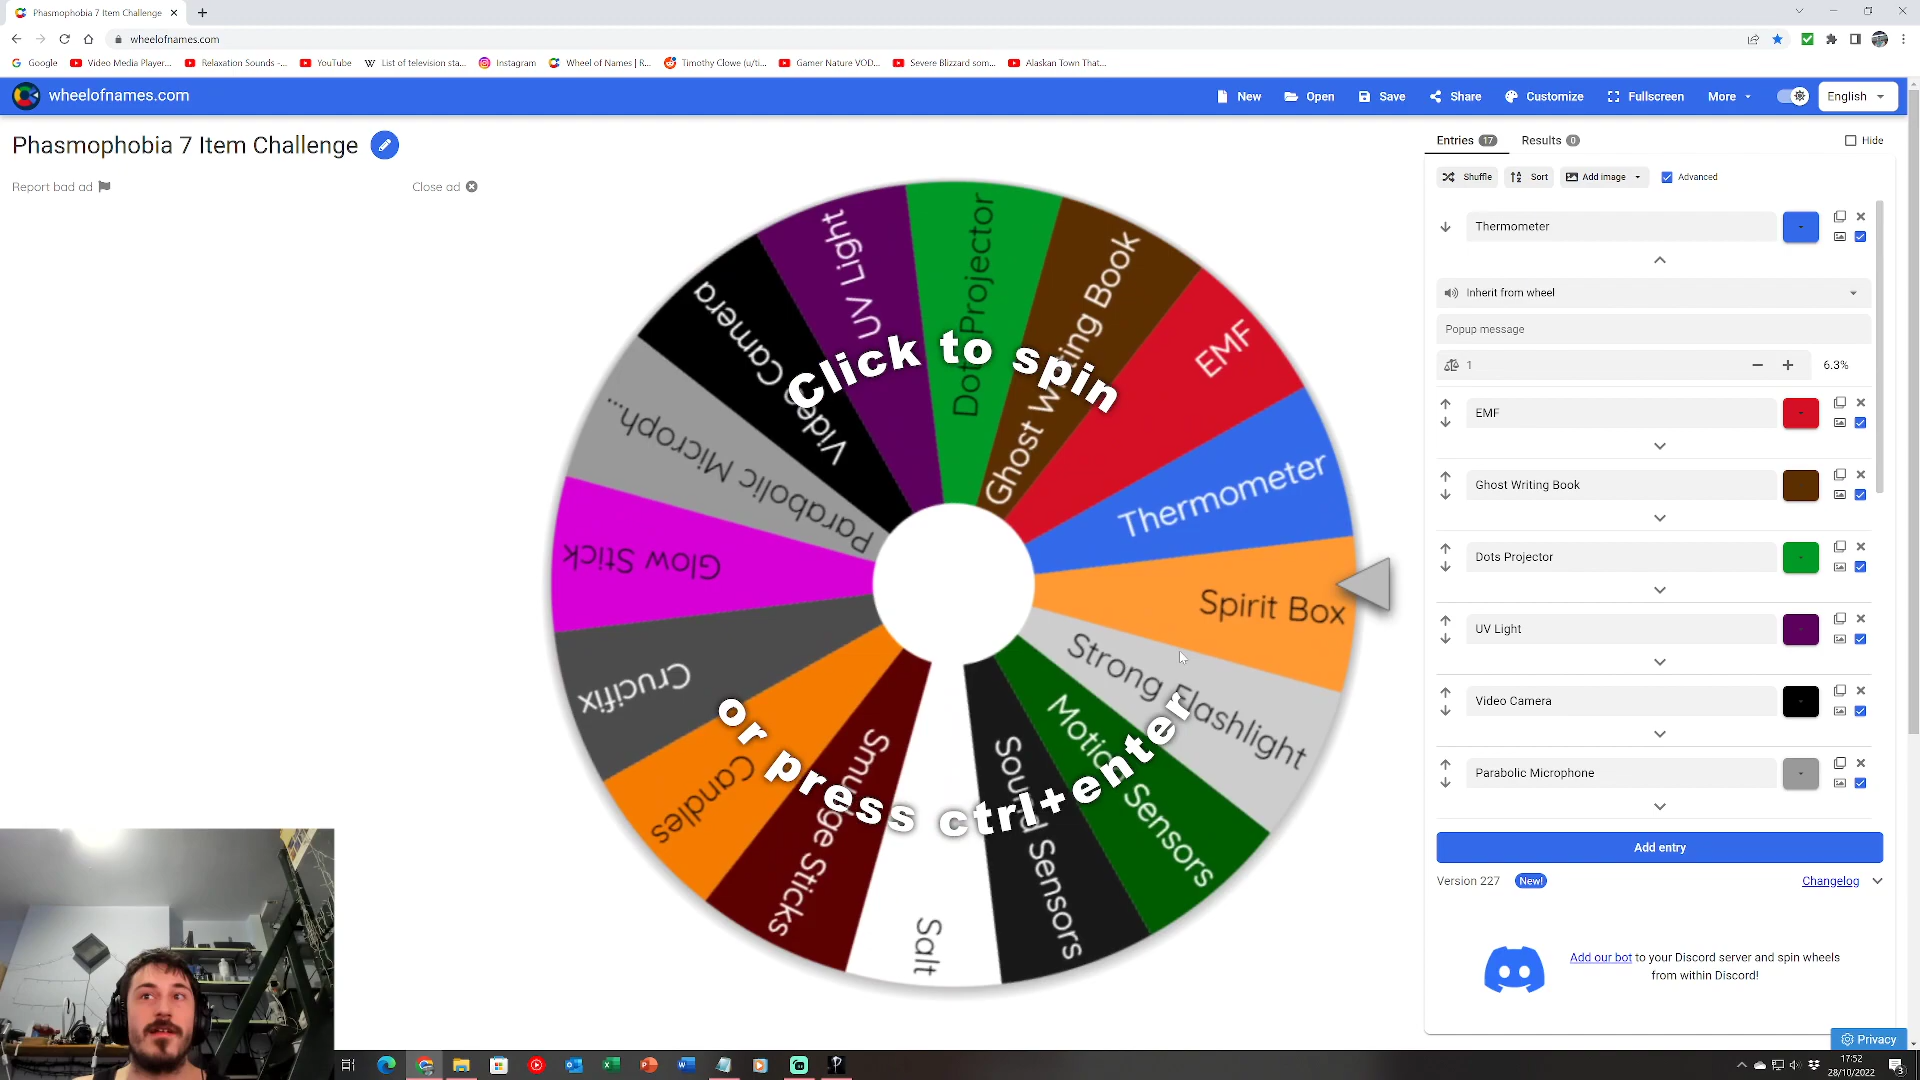 Phasmophobia 7 Item Challenge
wheelofnames.com
Google
Video Media Player...
Relaxation Sounds -...
YouTube
List of television sta...
Instagram
Wheel of Names | R...
Timothy Clowe (u/ti...
Gamer Nature VOD...
Severe Blizzard som...
Alaskan Town That...
wheelofnames.com
New
Open
Save
Share
Customize
Fullscreen
More
English
Phasmophobia 7 Item Challenge
Report bad ad
Close ad
Click to spin
or press ctrl+enter
Dots Projector
Ghost Writing Book
EMF
Thermometer
Spirit Box
Strong Flashlight
Motion Sensors
Sound Sensors
Salt
Smudge Sticks
Candles
Crucifix
Glow Stick
Parabolic Microph...
Video Camera
UV Light
Entries 17
Results 0
Hide
Shuffle
Sort
Add image
Advanced
Thermometer
Inherit from wheel
Popup message
1
6.3%
EMF
Ghost Writing Book
Dots Projector
UV Light
Video Camera
Parabolic Microphone
Add entry
Version 227
New!
Changelog
Add our bot to your Discord server and spin wheels
from within Discord!
Privacy
17:52
28/10/2022
3